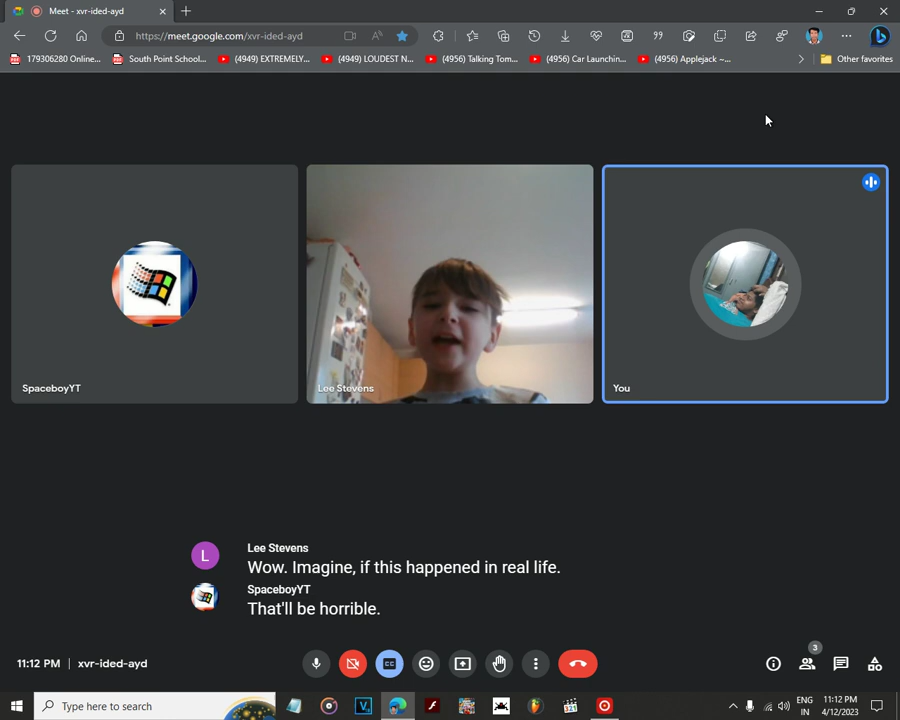 Meet - xvr-ided-ayd
https://meet.google.com/xvr-ided-ayd
179306280 Online...
South Point School...
(4949) EXTREMELY...
(4949) LOUDEST N...
(4956) Talking Tom...
(4956) Car Launchin...
(4956) Applejack ~...
Other favorites
SpaceboyYT
Lee Stevens
You
L
Lee Stevens
Wow. Imagine, if this happened in real life.
SpaceboyYT
That'll be horrible.
11:12 PM | xvr-ided-ayd
CC
3
Type here to search
321
ENG
IN
11:12 PM
4/12/2023